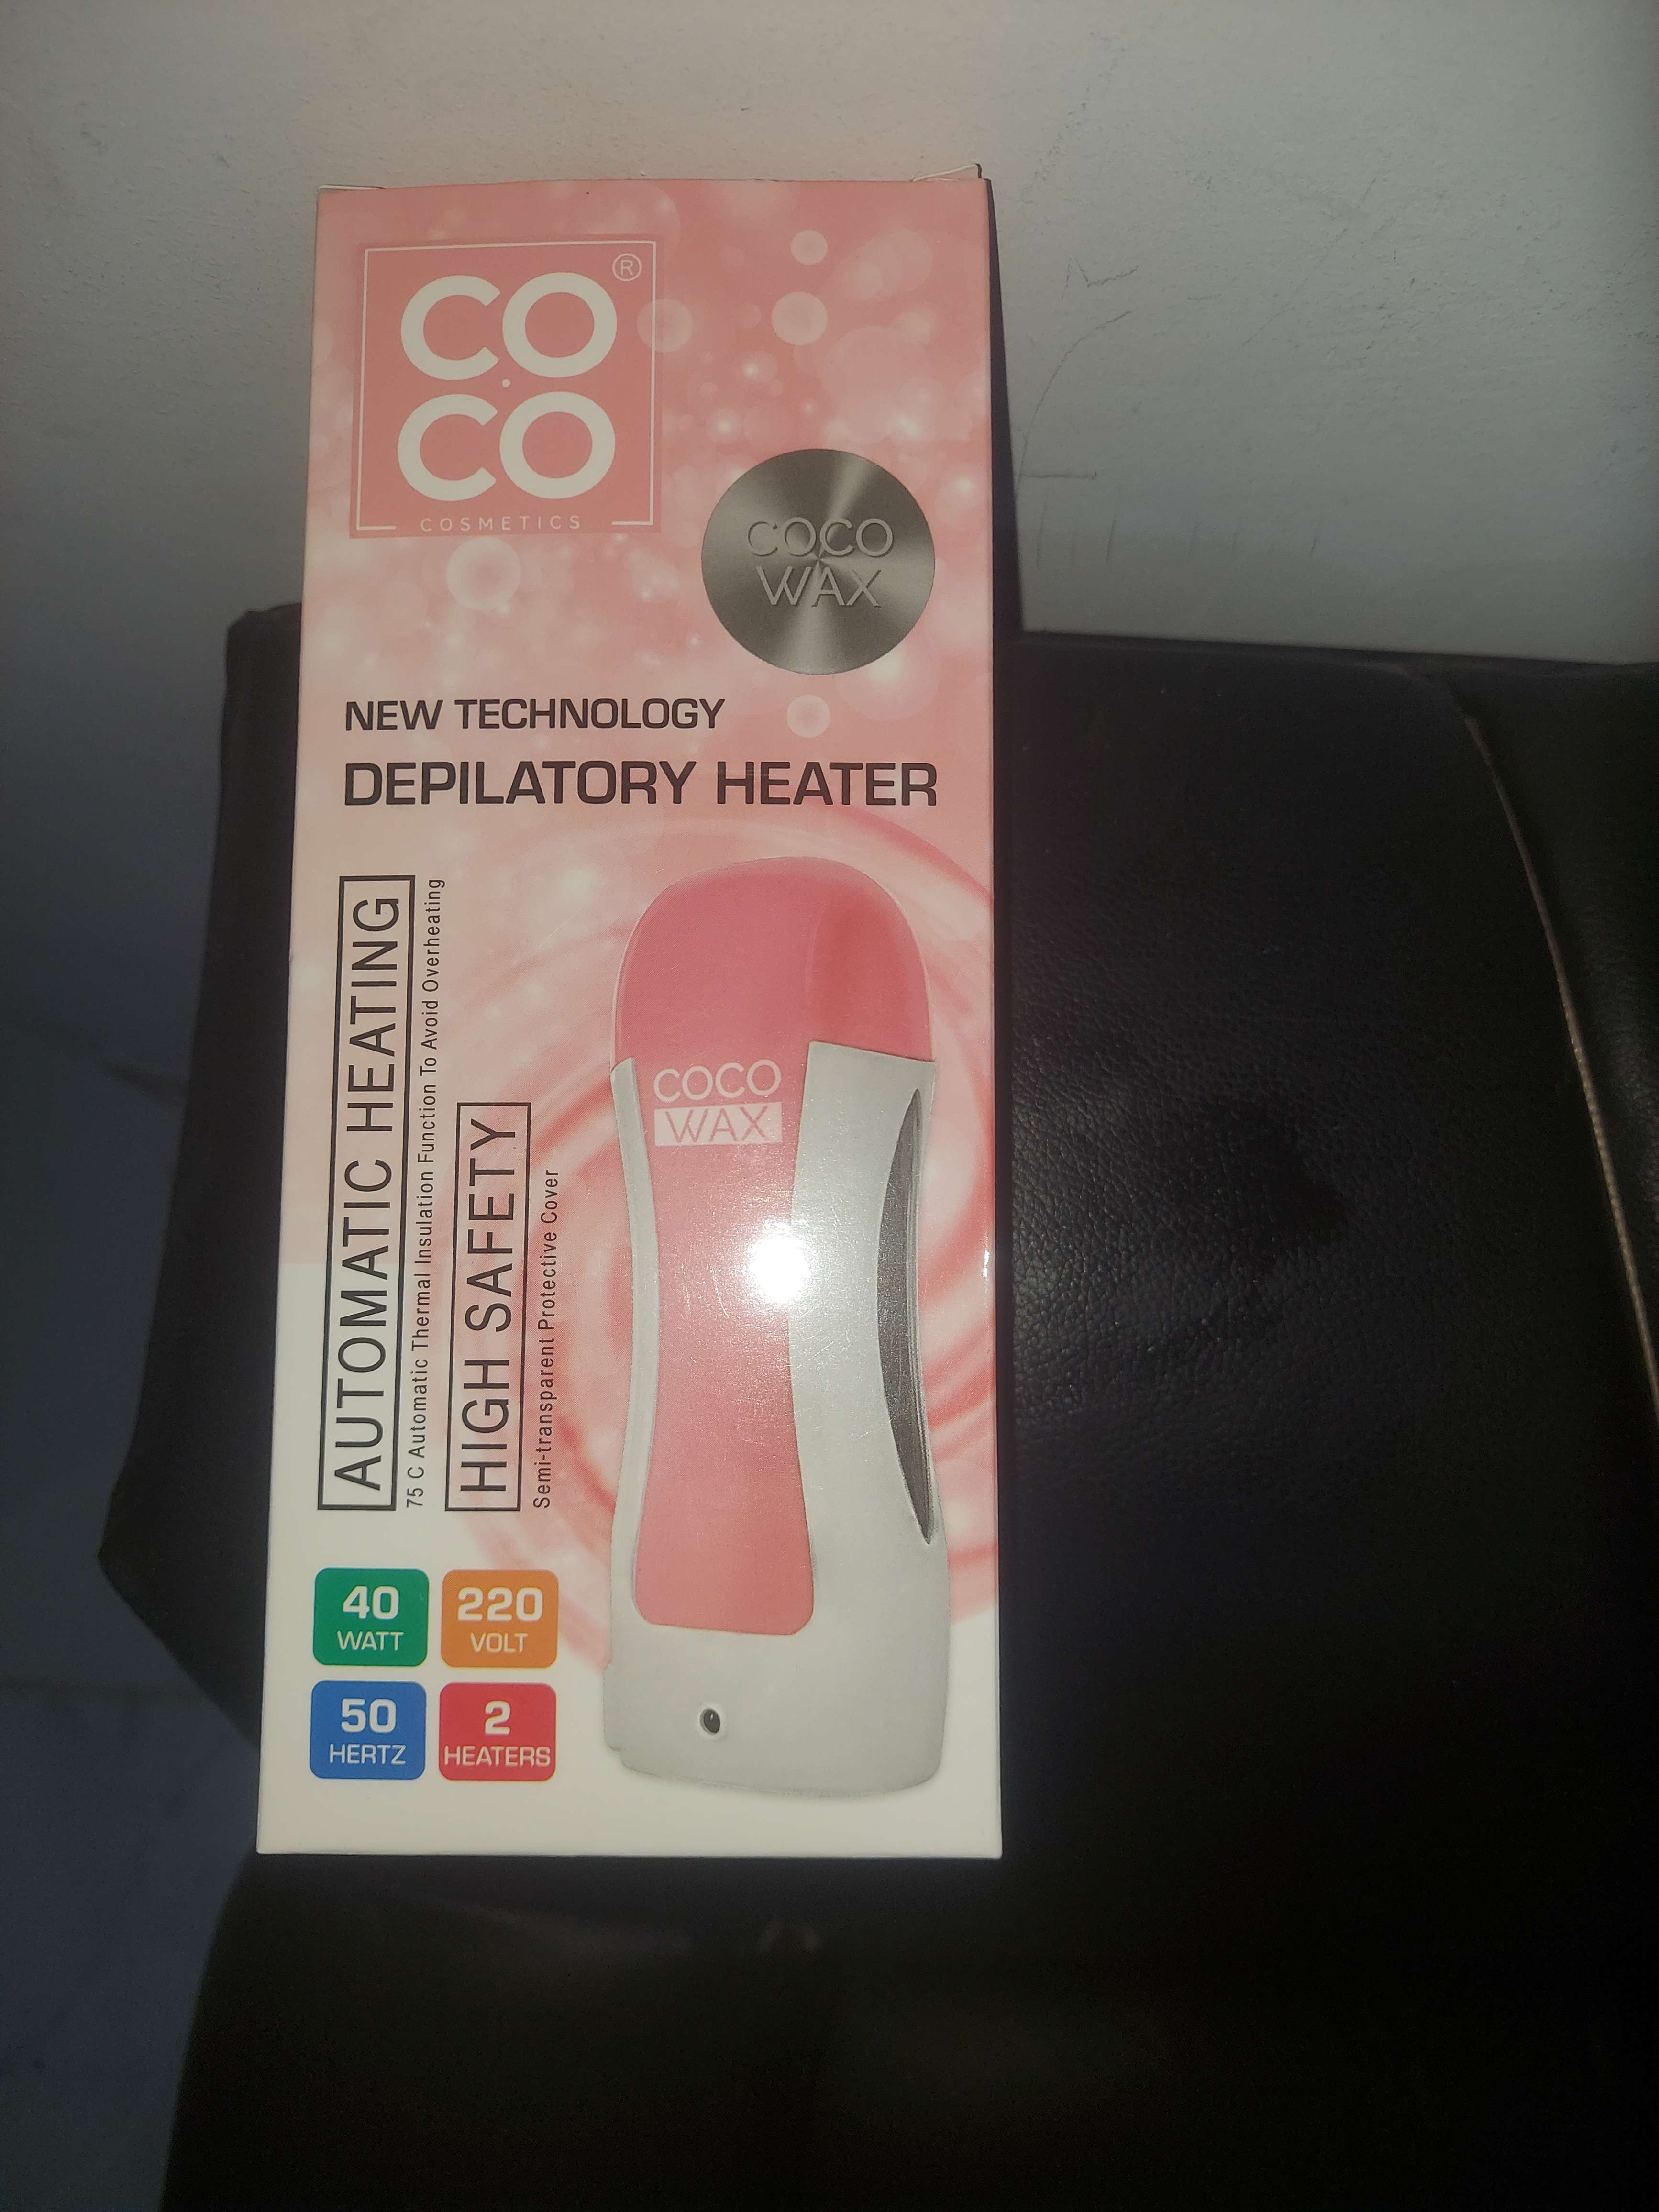 CO
®
CO
COSMETICS
COCO
WAX
NEW TECHNOLOGY
DEPILATORY HEATER
AUTOMATIC HEATING
75 C Automatic Thermal Insulation Function To Avoid Overheating
HIGH SAFETY
Semi-transparent Protective Cover
COCO
WAX
40
WATT
220
VOLT
50
HERTZ
2
HEATERS